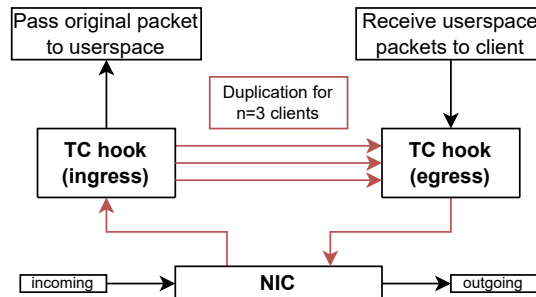 Pass original packet
to userspace
Receive userspace
packets to client
Duplication for
n=3 clients
TC hook
(ingress)
TC hook
(egress)
incoming
NIC
outgoing